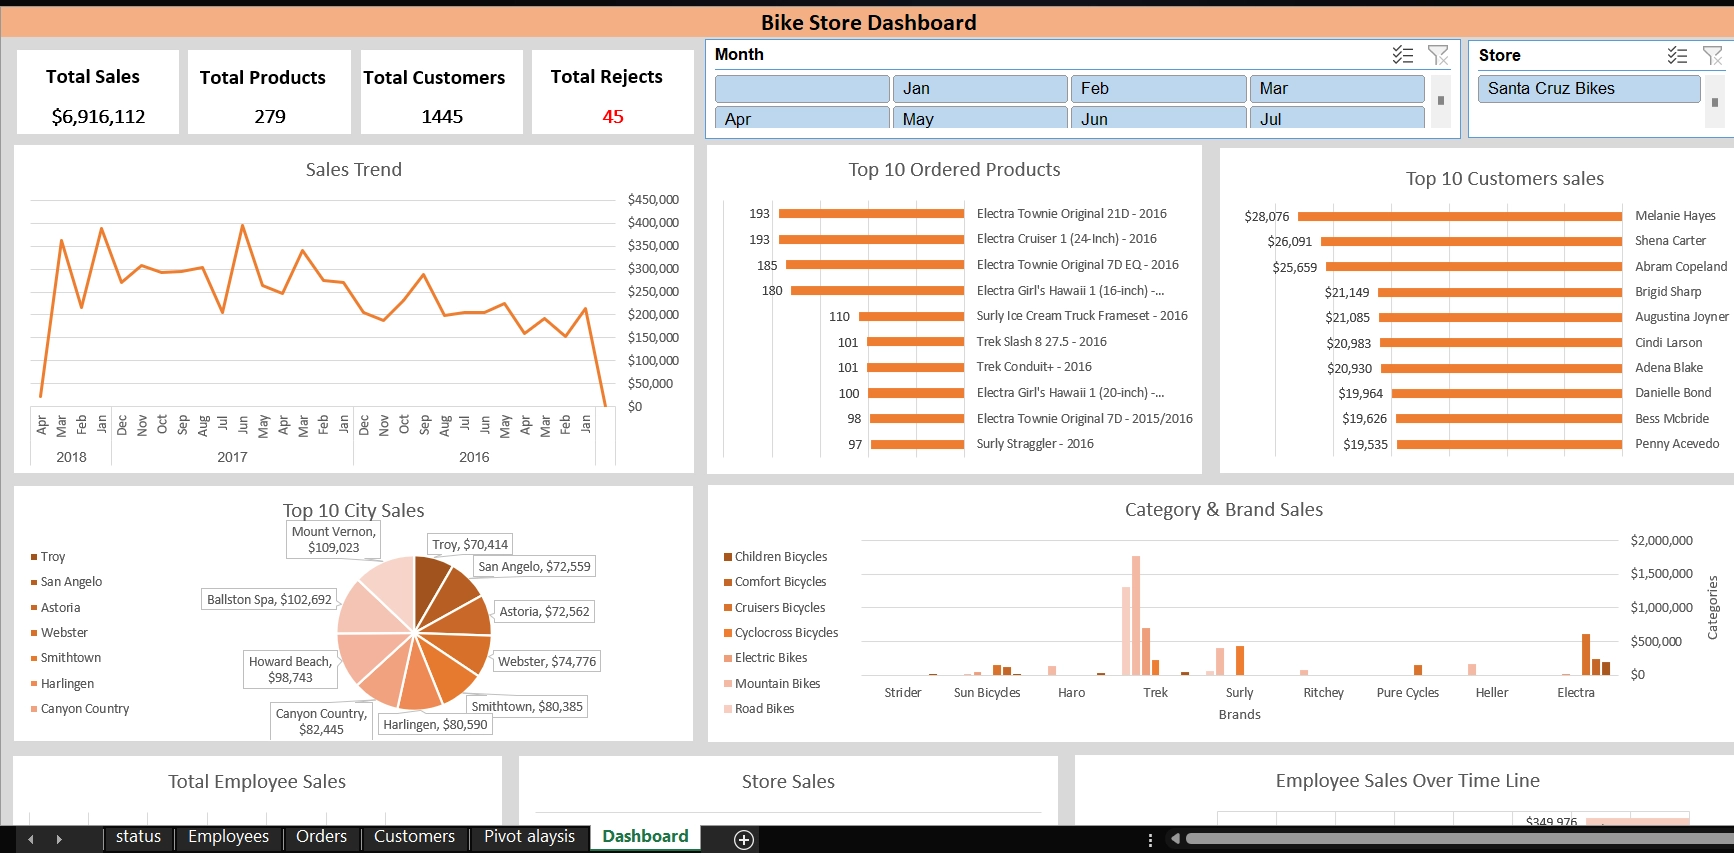 Bike Store Dashboard
Total Sales
$6,916,112
Total Products
279
Total Customers
1445
Total Rejects
45
Month
Jan
Feb
Mar
Apr
May
Jun
Jul
Store
Santa Cruz Bikes
Sales Trend
$450,000
$400,000
$350,000
$300,000
$250,000
$200,000
$150,000
$100,000
$50,000
$0
Apr Mar Feb Jan Dec Nov Oct Sep Aug Jul Jun May Apr Mar Feb Jan Dec Nov Oct Sep Aug Jul Jun May Apr Mar Feb Jan
2018 2017 2016
Top 10 Ordered Products
193 Electra Townie Original 21D - 2016
193 Electra Cruiser 1 (24-Inch) - 2016
185 Electra Townie Original 7D EQ - 2016
180 Electra Girl's Hawaii 1 (16-inch) -...
110 Surly Ice Cream Truck Frameset - 2016
101 Trek Slash 8 27.5 - 2016
101 Trek Conduit+ - 2016
100 Electra Girl's Hawaii 1 (20-inch) -...
98 Electra Townie Original 7D - 2015/2016
97 Surly Straggler - 2016
Top 10 Customers sales
$28,076 Melanie Hayes
$26,091 Shena Carter
$25,659 Abram Copeland
$21,149 Brigid Sharp
$21,085 Augustina Joyner
$20,983 Cindi Larson
$20,930 Adena Blake
$19,964 Danielle Bond
$19,626 Bess Mcbride
$19,535 Penny Acevedo
Top 10 City Sales
Troy
San Angelo
Astoria
Webster
Smithtown
Harlingen
Canyon Country
Mount Vernon,
$109,023
Troy, $70,414
San Angelo, $72,559
Ballston Spa, $102,692
Astoria, $72,562
Howard Beach,
$98,743
Webster, $74,776
Smithtown, $80,385
Canyon Country,
$82,445
Harlingen, $80,590
Category & Brand Sales
Children Bicycles
Comfort Bicycles
Cruisers Bicycles
Cyclocross Bicycles
Electric Bikes
Mountain Bikes
Road Bikes
$2,000,000
$1,500,000
$1,000,000
$500,000
$0
Categories
Strider Sun Bicycles Haro Trek Surly Ritchey Pure Cycles Heller Electra
Brands
Total Employee Sales
Store Sales
Employee Sales Over Time Line
$349,976
status Employees Orders Customers Pivot alaysis Dashboard